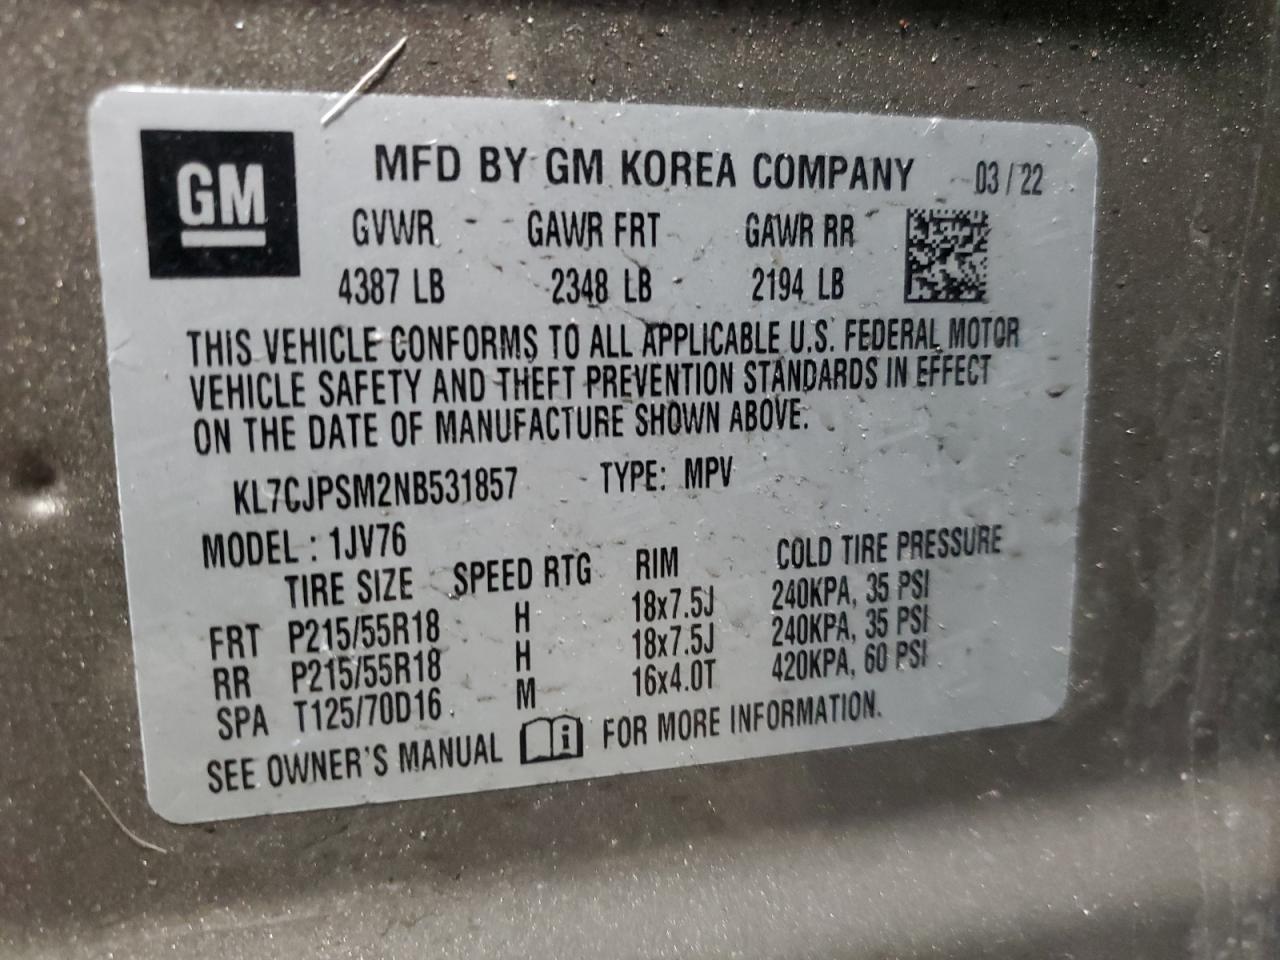 GM
MFD BY GM KOREA COMPANY 03/22
GVWR GAWR FRT GAWR RR
4387 LB 2348 LB 2194 LB
THIS VEHICLE CONFORMS TO ALL APPLICABLE U.S. FEDERAL MOTOR
VEHICLE SAFETY AND THEFT PREVENTION STANDARDS IN EFFECT
ON THE DATE OF MANUFACTURE SHOWN ABOVE.
KL7CJPSM2NB531857 TYPE: MPV
MODEL : 1JV76
TIRE SIZE SPEED RTG RIM COLD TIRE PRESSURE
FRT P215/55R18 H 18x7.5J 240KPA, 35 PSI
RR P215/55R18 H 18x7.5J 240KPA, 35 PSI
SPA T125/70D16 M 16x4.0T 420KPA, 60 PSI
SEE OWNER'S MANUAL i FOR MORE INFORMATION.